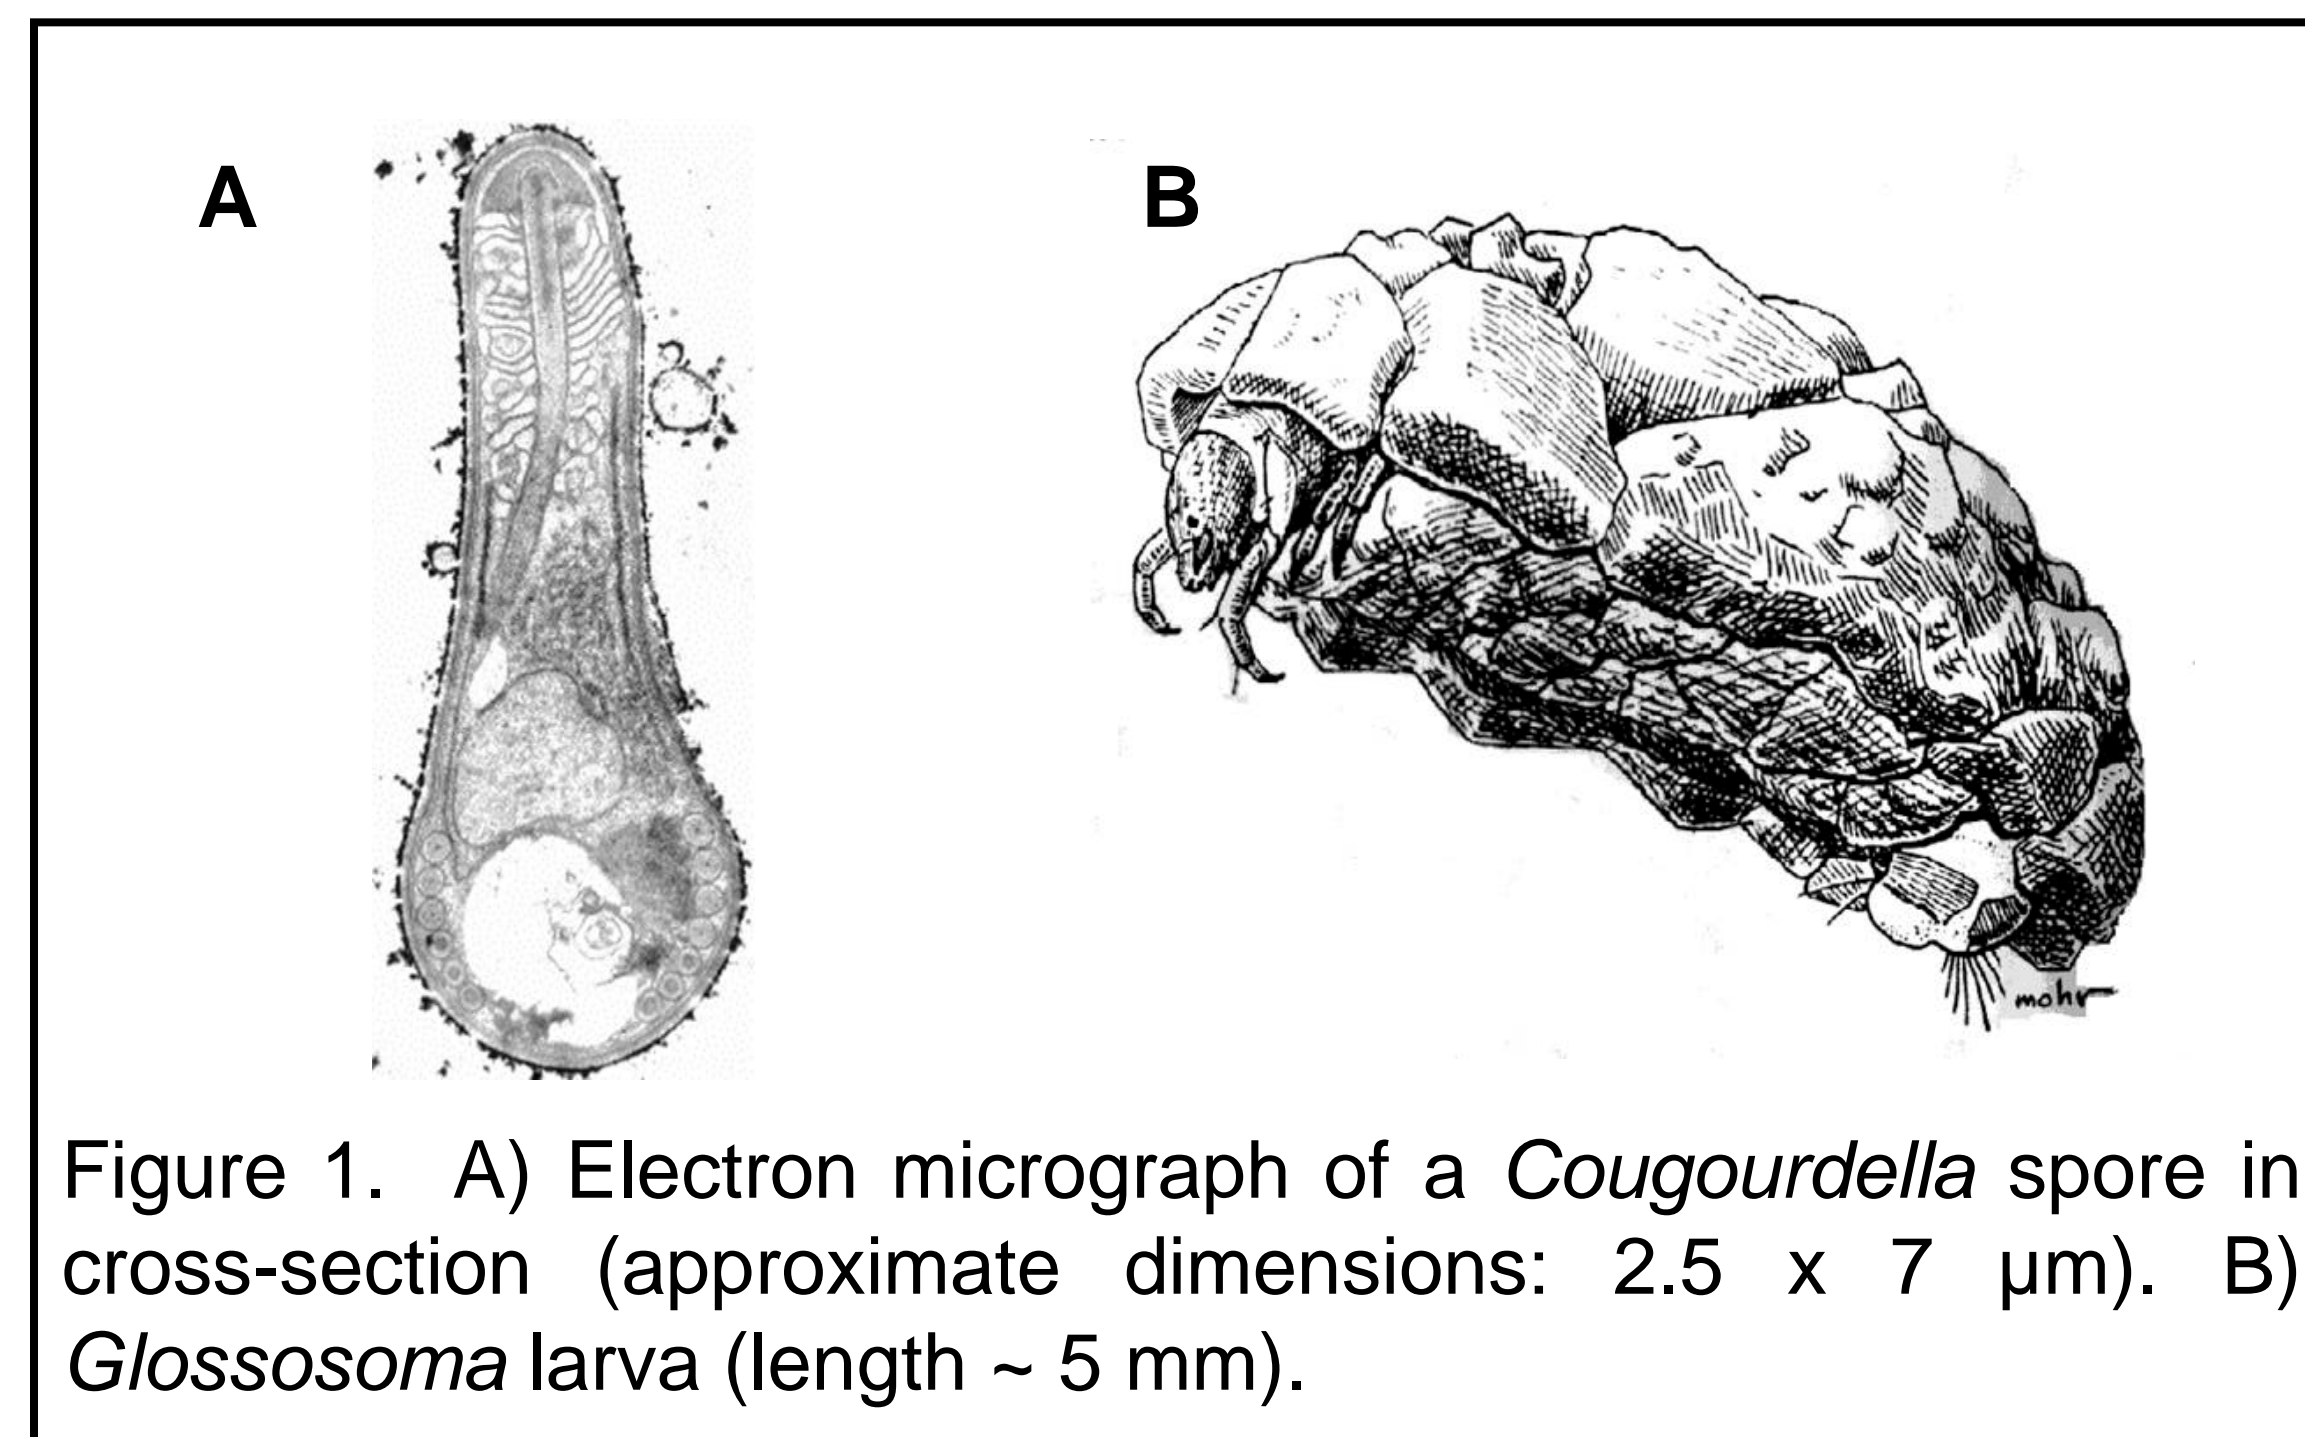 A
B
mohr
Figure 1. A) Electron micrograph of a Cougourdella spore in
cross-section (approximate dimensions: 2.5 x 7 µm). B)
Glossosoma larva (length ~ 5 mm).